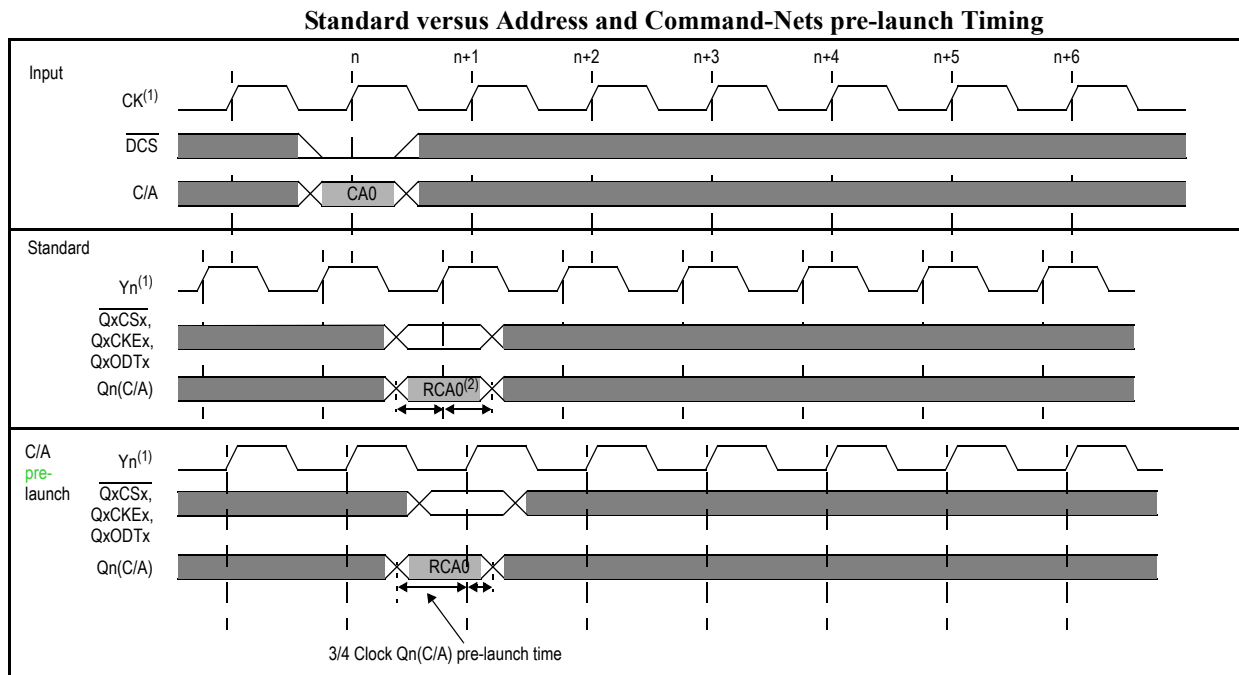 Standard versus Address and Command-Nets pre-launch Timing
Input
n n+1 n+2 n+3 n+4 n+5 n+6
CK(1)
DCS
C/A
CA0
Standard
Yn(1)
QxCSx,
QxCKEx,
QxODTx
Qn(C/A)
RCA0(2)
C/A
pre-
launch
Yn(1)
QxCSx,
QxCKEx,
QxODTx
Qn(C/A)
RCA0
3/4 Clock Qn(C/A) pre-launch time